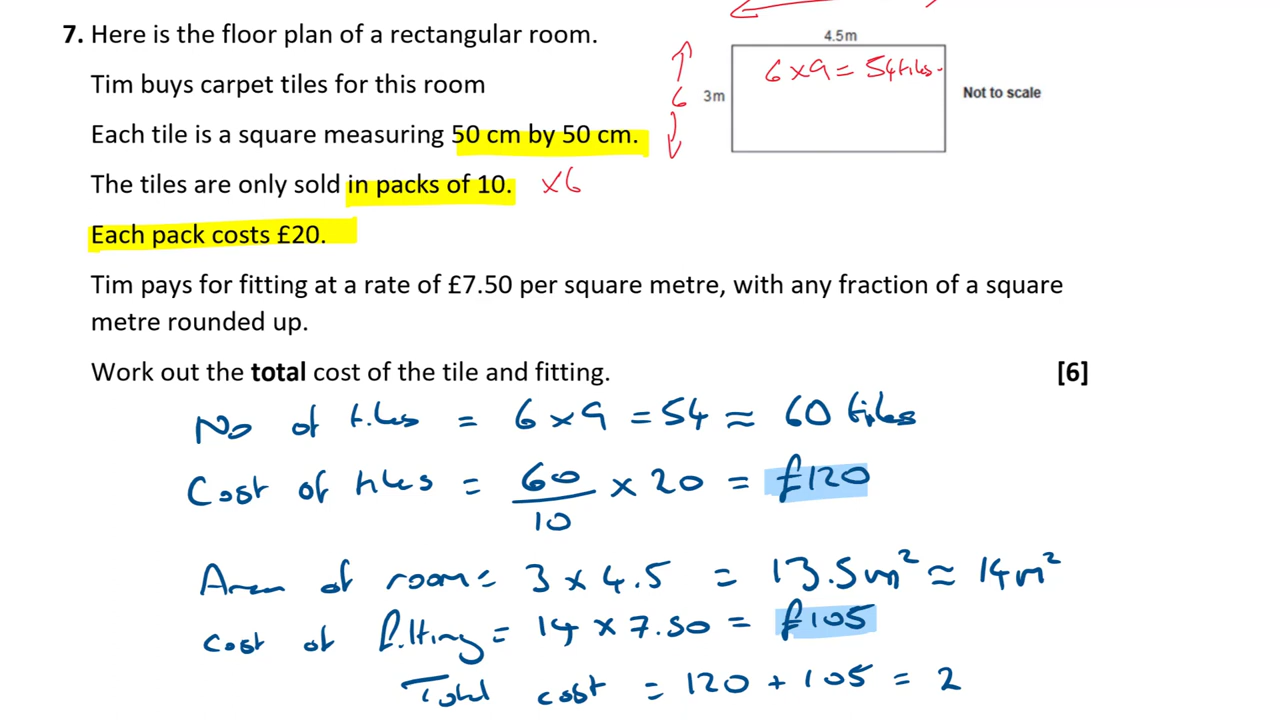 7. Here is the floor plan of a rectangular room.
4.5m
6 × 9 = 54 tiles.
Tim buys carpet tiles for this room
6
3m
Not to scale
Each tile is a square measuring 50 cm by 50 cm.
The tiles are only sold in packs of 10. ×6
Each pack costs £20.
Tim pays for fitting at a rate of £7.50 per square metre, with any fraction of a square
metre rounded up.
Work out the total cost of the tile and fitting. [6]
No of tiles = 6 × 9 = 54 ≈ 60 tiles
Cost of tiles = 60/10 × 20 = £120
Area of room = 3 × 4.5 = 13.5m² ≈ 14m²
Cost of fitting = 14 × 7.50 = £105
Total cost = 120 + 105 = 2